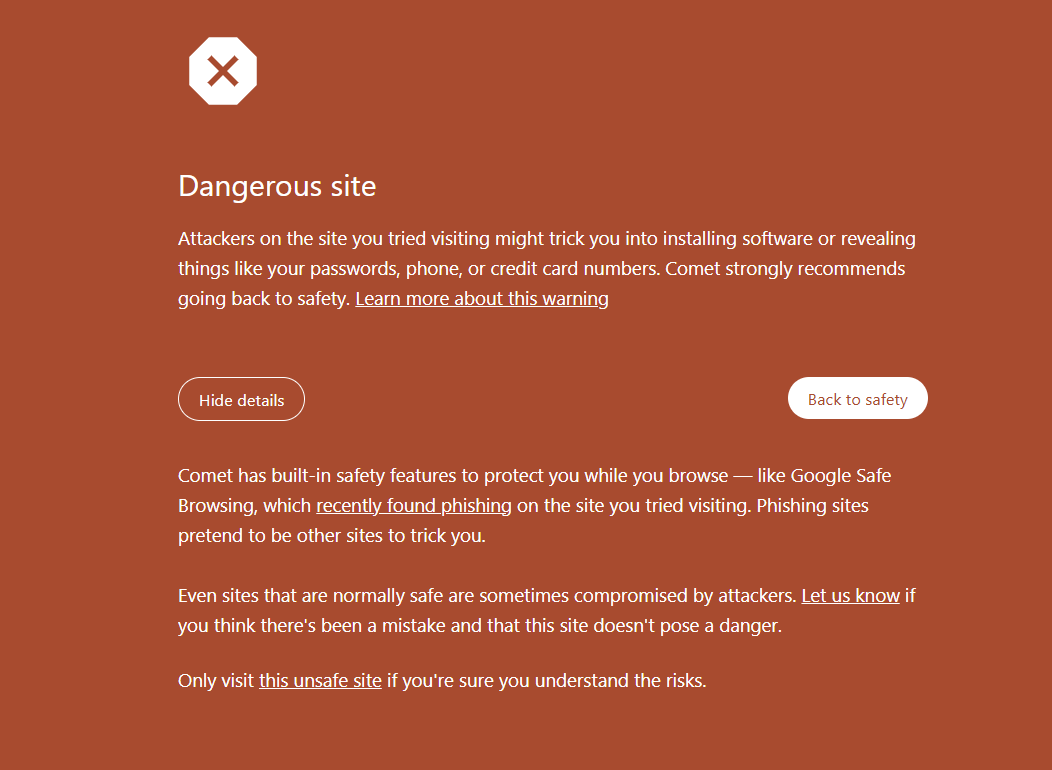 Dangerous site
Attackers on the site you tried visiting might trick you into installing software or revealing
things like your passwords, phone, or credit card numbers. Comet strongly recommends
going back to safety. Learn more about this warning
Hide details
Back to safety
Comet has built-in safety features to protect you while you browse — like Google Safe
Browsing, which recently found phishing on the site you tried visiting. Phishing sites
pretend to be other sites to trick you.
Even sites that are normally safe are sometimes compromised by attackers. Let us know if
you think there's been a mistake and that this site doesn't pose a danger.
Only visit this unsafe site if you're sure you understand the risks.